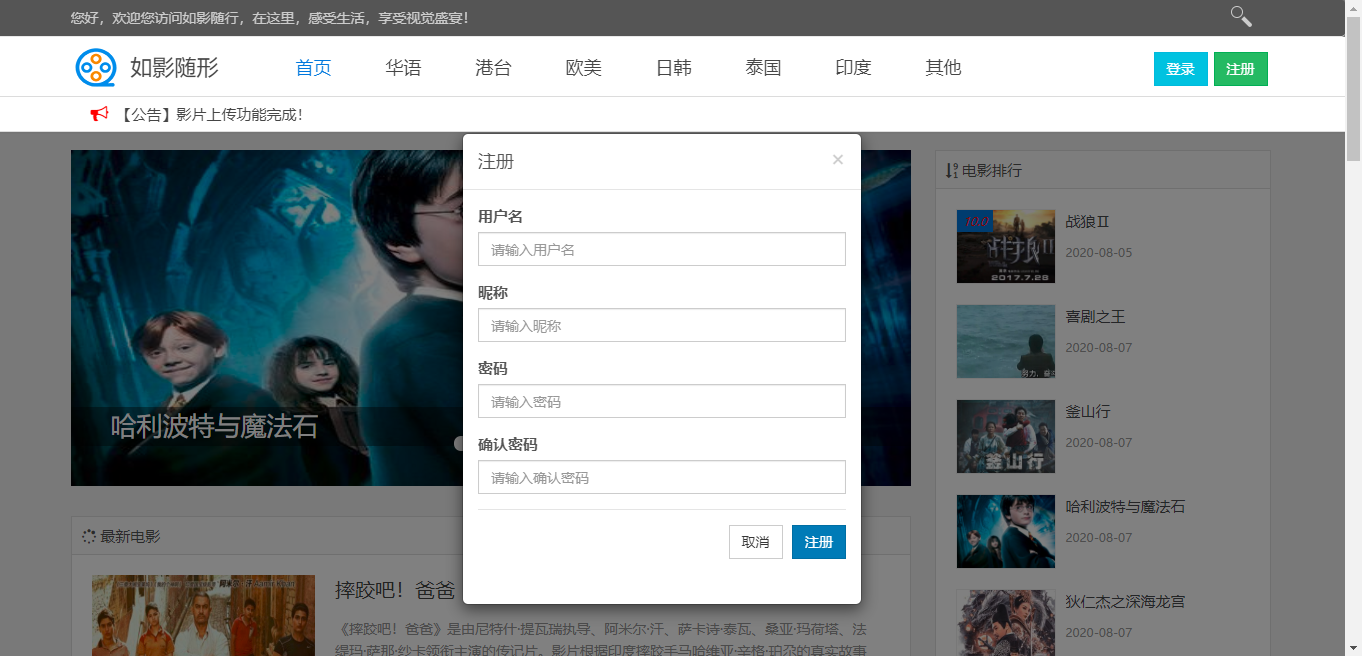 您好，欢迎您访问如影随行，在这里，感受生活，享受视觉盛宴！
如影随形
首页 华语 港台 欧美 日韩 泰国 印度 其他
登录 注册
【公告】影片上传功能完成！
注册 ×
用户名
请输入用户名
昵称
请输入昵称
密码
请输入密码
确认密码
请输入确认密码
取消 注册
哈利波特与魔法石
最新电影
摔跤吧！爸爸
《摔跤吧！爸爸》是由尼特什·提瓦瑞执导、阿米尔·汗、萨卡诗·泰瓦、桑亚·玛荷塔、法
缇玛·萨那·纱卡领衔主演的传记片。影片根据印度摔跤手马哈维亚·辛格·珀尕的真实故事
电影排行
10.0
2017.7.28
战狼Ⅱ
2020-08-05
喜剧之王
2020-08-07
釜山行
釜山行
2020-08-07
哈利波特与魔法石
2020-08-07
狄仁杰之深海龙宫
2020-08-07